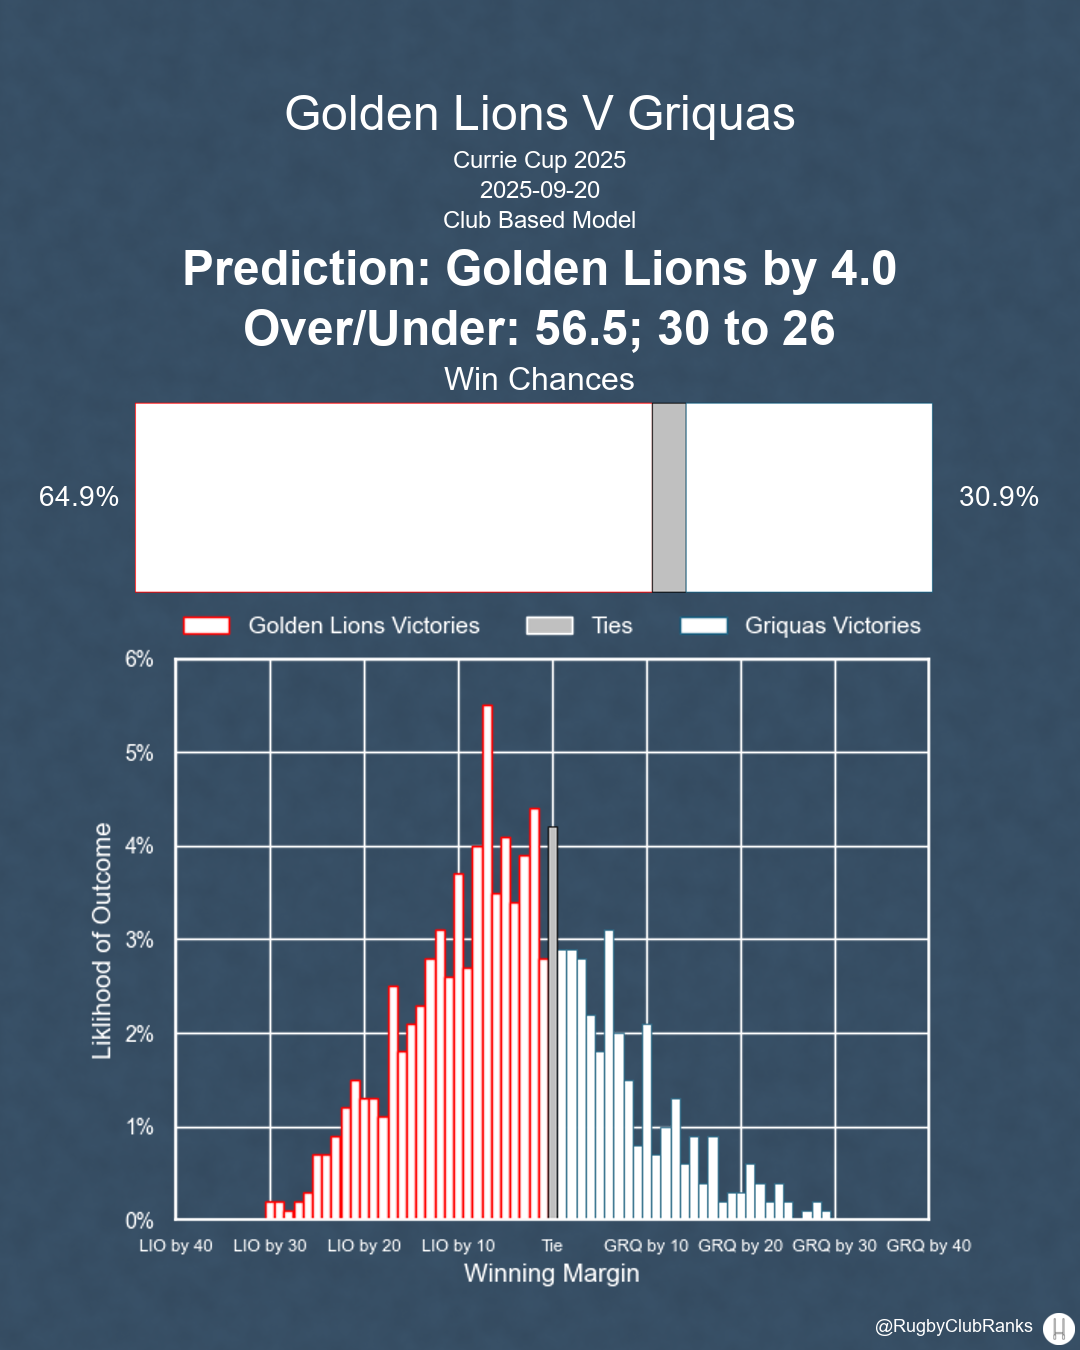 Golden Lions V Griquas
Currie Cup 2025
2025-09-20
Club Based Model
Prediction: Golden Lions by 4.0
Over/Under: 56.5; 30 to 26
Win Chances
64.9%
30.9%
Golden Lions Victories
Ties
Griquas Victories
6%
5%
4%
3%
2%
1%
0%
Liklihood of Outcome
LIO by 40
LIO by 30
LIO by 20
LIO by 10
Tie
GRQ by 10
GRQ by 20
GRQ by 30
GRQ by 40
Winning Margin
@RugbyClubRanks